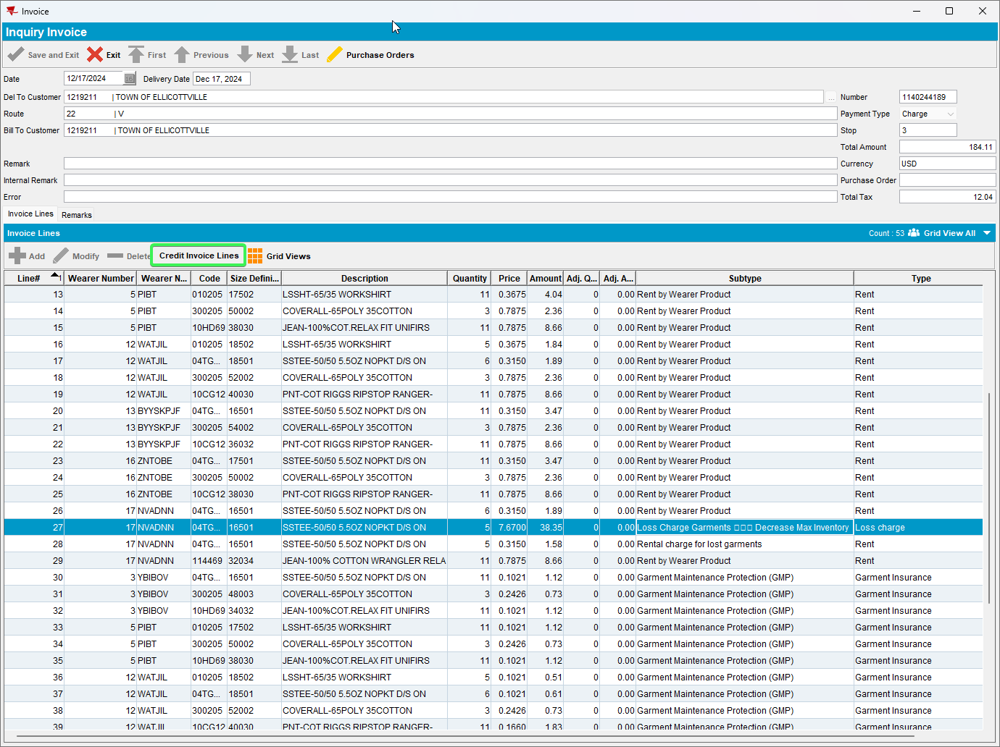 Invoice
Inquiry Invoice
Save and Exit Exit First Previous Next Last Purchase Orders
Date 12/17/2024 Delivery Date Dec 17, 2024
Del To Customer 1219211 | TOWN OF ELLICOTTVILLE ... Number 1140244189
Route 22 | V Payment Type Charge
Bill To Customer 1219211 | TOWN OF ELLICOTTVILLE Stop 3
Total Amount 184.11
Remark Currency USD
Internal Remark Purchase Order
Error Total Tax 12.04
Invoice Lines Remarks
Invoice Lines Count : 53 Grid View All
Add Modify Delete Credit Invoice Lines Grid Views
Line# 1 Wearer Number Wearer N... Code Size Defini... Description Quantity Price Amount Adj. Q... Adj. A... Subtype Type
13 5 PIBT 010205 17502 LSSHT-65/35 WORKSHIRT 11 0.3675 4.04 0 0.00 Rent by Wearer Product Rent
14 5 PIBT 300205 50002 COVERALL-65POLY 35COTTON 3 0.7875 2.36 0 0.00 Rent by Wearer Product Rent
15 5 PIBT 10HD69 38030 JEAN-100%COT.RELAX FIT UNIFIRS 11 0.7875 8.66 0 0.00 Rent by Wearer Product Rent
16 12 WATJIL 010205 18502 LSSHT-65/35 WORKSHIRT 5 0.3675 1.84 0 0.00 Rent by Wearer Product Rent
17 12 WATJIL 04TG... 18501 SSTEE-50/50 5.5OZ NOPKT D/S ON 6 0.3150 1.89 0 0.00 Rent by Wearer Product Rent
18 12 WATJIL 300205 52002 COVERALL-65POLY 35COTTON 3 0.7875 2.36 0 0.00 Rent by Wearer Product Rent
19 12 WATJIL 10CG12 40030 PNT-COT RIGGS RIPSTOP RANGER- 11 0.7875 8.66 0 0.00 Rent by Wearer Product Rent
20 13 BYYSKPJF 04TG... 16501 SSTEE-50/50 5.5OZ NOPKT D/S ON 11 0.3150 3.47 0 0.00 Rent by Wearer Product Rent
21 13 BYYSKPJF 300205 54002 COVERALL-65POLY 35COTTON 3 0.7875 2.36 0 0.00 Rent by Wearer Product Rent
22 13 BYYSKPJF 10CG12 36032 PNT-COT RIGGS RIPSTOP RANGER- 11 0.7875 8.66 0 0.00 Rent by Wearer Product Rent
23 16 ZNTOBE 04TG... 17501 SSTEE-50/50 5.5OZ NOPKT D/S ON 11 0.3150 3.47 0 0.00 Rent by Wearer Product Rent
24 16 ZNTOBE 300205 50002 COVERALL-65POLY 35COTTON 3 0.7875 2.36 0 0.00 Rent by Wearer Product Rent
25 16 ZNTOBE 10CG12 38030 PNT-COT RIGGS RIPSTOP RANGER- 11 0.7875 8.66 0 0.00 Rent by Wearer Product Rent
26 17 NVADNN 04TG... 16501 SSTEE-50/50 5.5OZ NOPKT D/S ON 6 0.3150 1.89 0 0.00 Rent by Wearer Product Rent
27 17 NVADNN 04TG... 16501 SSTEE-50/50 5.5OZ NOPKT D/S ON 5 7.6700 38.35 0 0.00 Loss Charge Garments □□□ Decrease Max Inventory Loss charge
28 17 NVADNN 04TG... 16501 SSTEE-50/50 5.5OZ NOPKT D/S ON 5 0.3150 1.58 0 0.00 Rental charge for lost garments Rent
29 17 NVADNN 114469 32034 JEAN-100% COTTON WRANGLER RELA 11 0.7875 8.66 0 0.00 Rent by Wearer Product Rent
30 3 YBIBOV 04TG... 16501 SSTEE-50/50 5.5OZ NOPKT D/S ON 11 0.1021 1.12 0 0.00 Garment Maintenance Protection (GMP) Garment Insurance
31 3 YBIBOV 300205 48003 COVERALL-65POLY 35COTTON 3 0.2426 0.73 0 0.00 Garment Maintenance Protection (GMP) Garment Insurance
32 3 YBIBOV 10HD69 34032 JEAN-100%COT.RELAX FIT UNIFIRS 11 0.1021 1.12 0 0.00 Garment Maintenance Protection (GMP) Garment Insurance
33 5 PIBT 010205 17502 LSSHT-65/35 WORKSHIRT 11 0.1021 1.12 0 0.00 Garment Maintenance Protection (GMP) Garment Insurance
34 5 PIBT 300205 50002 COVERALL-65POLY 35COTTON 3 0.2426 0.73 0 0.00 Garment Maintenance Protection (GMP) Garment Insurance
35 5 PIBT 10HD69 38030 JEAN-100%COT.RELAX FIT UNIFIRS 11 0.1021 1.12 0 0.00 Garment Maintenance Protection (GMP) Garment Insurance
36 12 WATJIL 010205 18502 LSSHT-65/35 WORKSHIRT 5 0.1021 0.51 0 0.00 Garment Maintenance Protection (GMP) Garment Insurance
37 12 WATJIL 04TG... 18501 SSTEE-50/50 5.5OZ NOPKT D/S ON 6 0.1021 0.61 0 0.00 Garment Maintenance Protection (GMP) Garment Insurance
38 12 WATJIL 300205 52002 COVERALL-65POLY 35COTTON 3 0.2426 0.73 0 0.00 Garment Maintenance Protection (GMP) Garment Insurance
39 12 WATJIL 10CG12 40030 PNT-COT RIGGS RIPSTOP RANGER- 11 0.1660 1.83 0 0.00 Garment Maintenance Protection (GMP) Garment Insurance